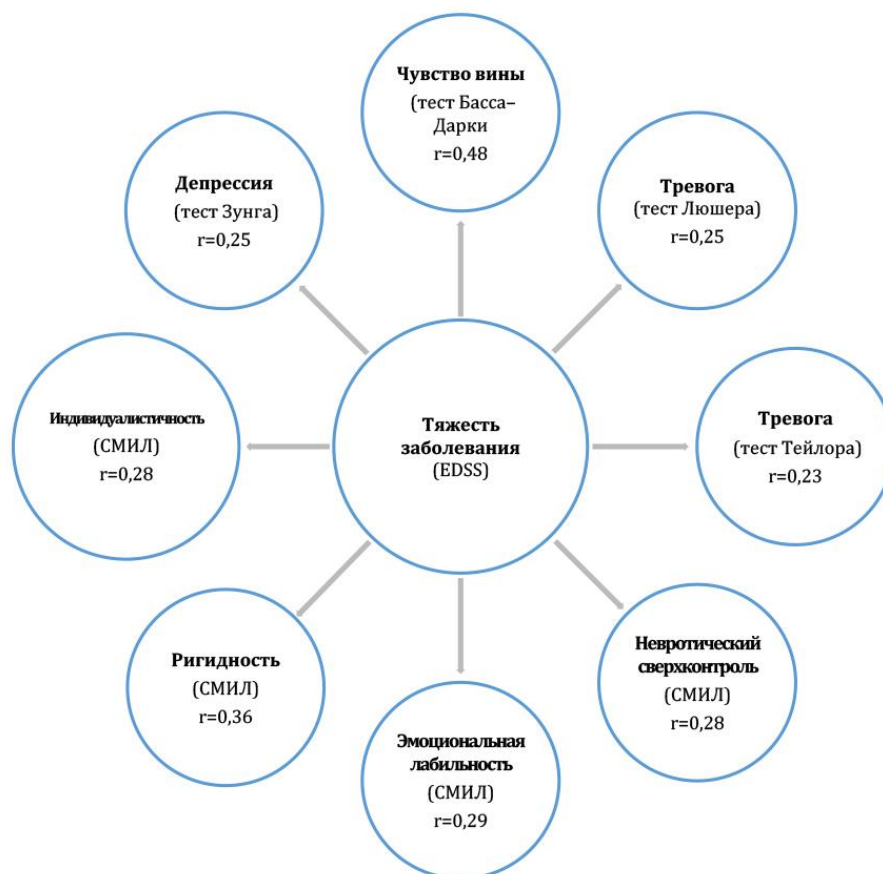 Чувство вины
(тест Басса–
Дарки
r=0,48
Депрессия
(тест Зунга)
r=0,25
Тревога
(тест Люшера)
r=0,25
Индивидуалистичность
(СМИЛ)
r=0,28
Тяжесть
заболевания
(EDSS)
Тревога
(тест Тейлора)
r=0,23
Ригидность
(СМИЛ)
r=0,36
Эмоциональная
лабильность
(СМИЛ)
r=0,29
Невротический
сверхконтроль
(СМИЛ)
r=0,28